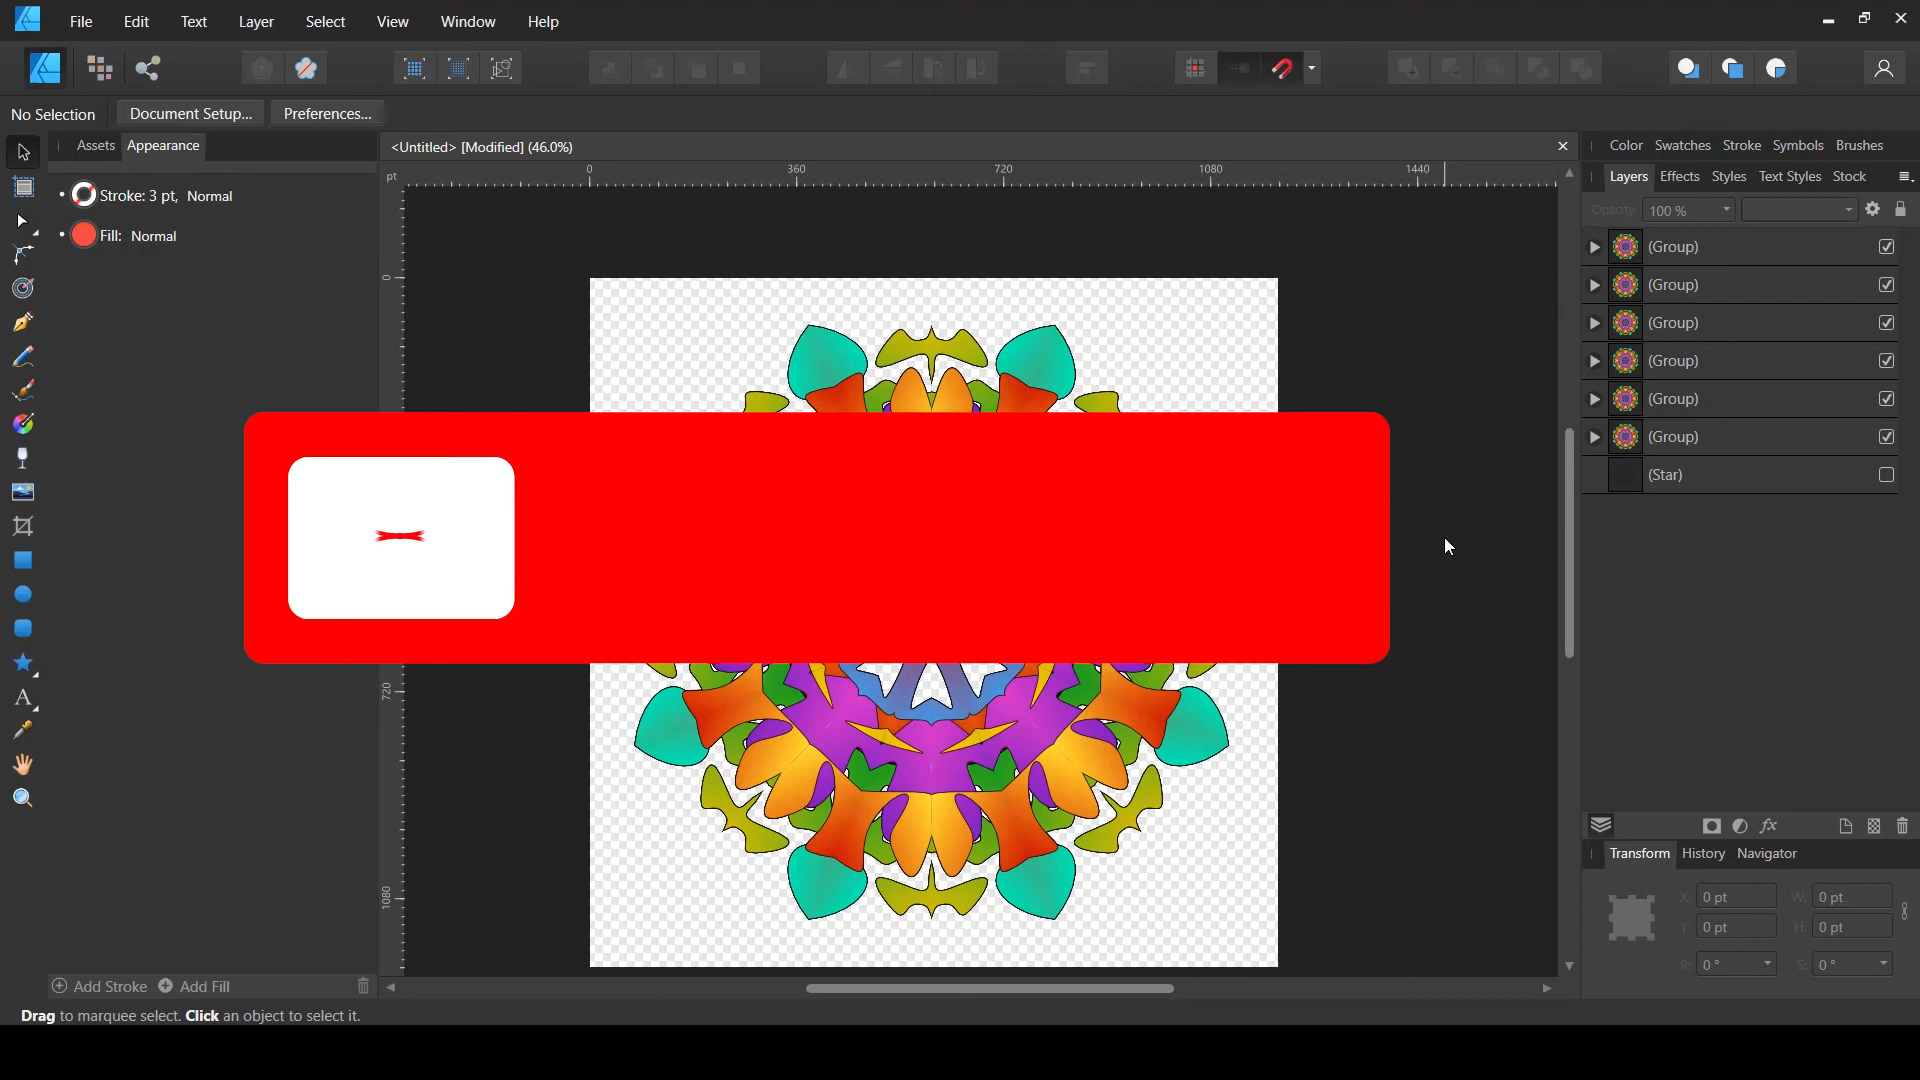 File Edit Text Layer Select View Window Help
No Selection Document Setup... Preferences...
Assets Appearance
<Untitled> [Modified] (46.0%)
Color Swatches Stroke Symbols Brushes
pt
0 360 720 1080 1440
Layers Effects Styles Text Styles Stock
Stroke: 3 pt, Normal
Opacity: 100 %
Fill: Normal
(Group)
0
(Group)
(Group)
(Group)
(Group)
(Group)
(Star)
720
1080
Transform History Navigator
X: 0 pt W: 0 pt
Y: 0 pt H: 0 pt
R: 0 ° S: 0 °
Add Stroke Add Fill
Drag to marquee select. Click an object to select it.